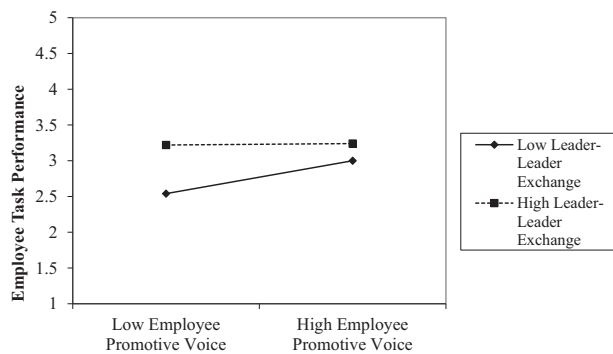 5
4.5
4
3.5
3
2.5
2
1.5
1
Employee Task Performance
Low Employee
Promotive Voice
High Employee
Promotive Voice
Low Leader-
Leader
Exchange
High Leader-
Leader
Exchange